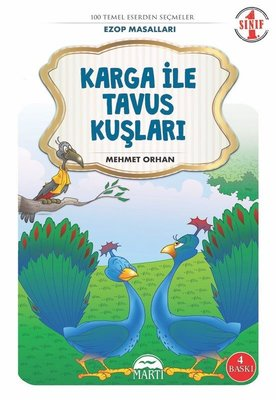 100 TEMEL ESERDEN SEÇMELER
EZOP MASALLARI
1
SINIF
KARGA İLE
TAVUS
KUŞLARI
MEHMET ORHAN
4
BASKI
MARTI